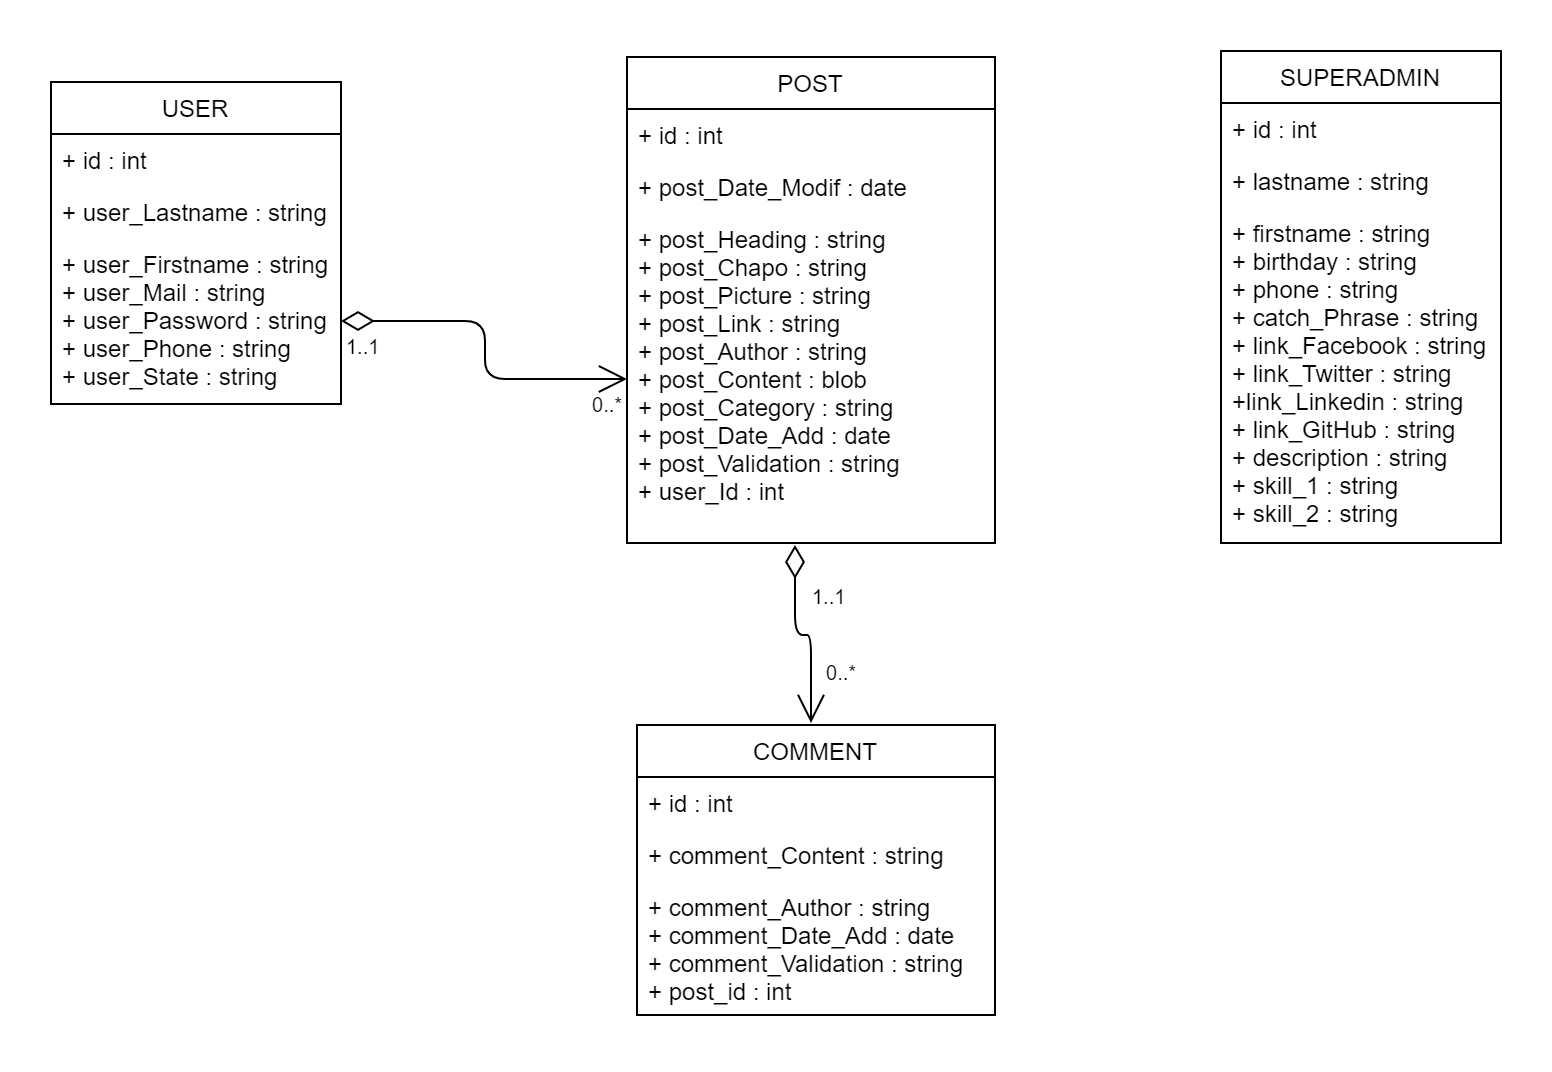 USER
+ id : int
+ user_Lastname : string
+ user_Firstname : string
+ user_Mail : string
+ user_Password : string
+ user_Phone : string
+ user_State : string
1..1
0..*
POST
+ id : int
+ post_Date_Modif : date
+ post_Heading : string
+ post_Chapo : string
+ post_Picture : string
+ post_Link : string
+ post_Author : string
+ post_Content : blob
+ post_Category : string
+ post_Date_Add : date
+ post_Validation : string
+ user_Id : int
1..1
0..*
COMMENT
+ id : int
+ comment_Content : string
+ comment_Author : string
+ comment_Date_Add : date
+ comment_Validation : string
+ post_id : int
SUPERADMIN
+ id : int
+ lastname : string
+ firstname : string
+ birthday : string
+ phone : string
+ catch_Phrase : string
+ link_Facebook : string
+ link_Twitter : string
+link_Linkedin : string
+ link_GitHub : string
+ description : string
+ skill_1 : string
+ skill_2 : string